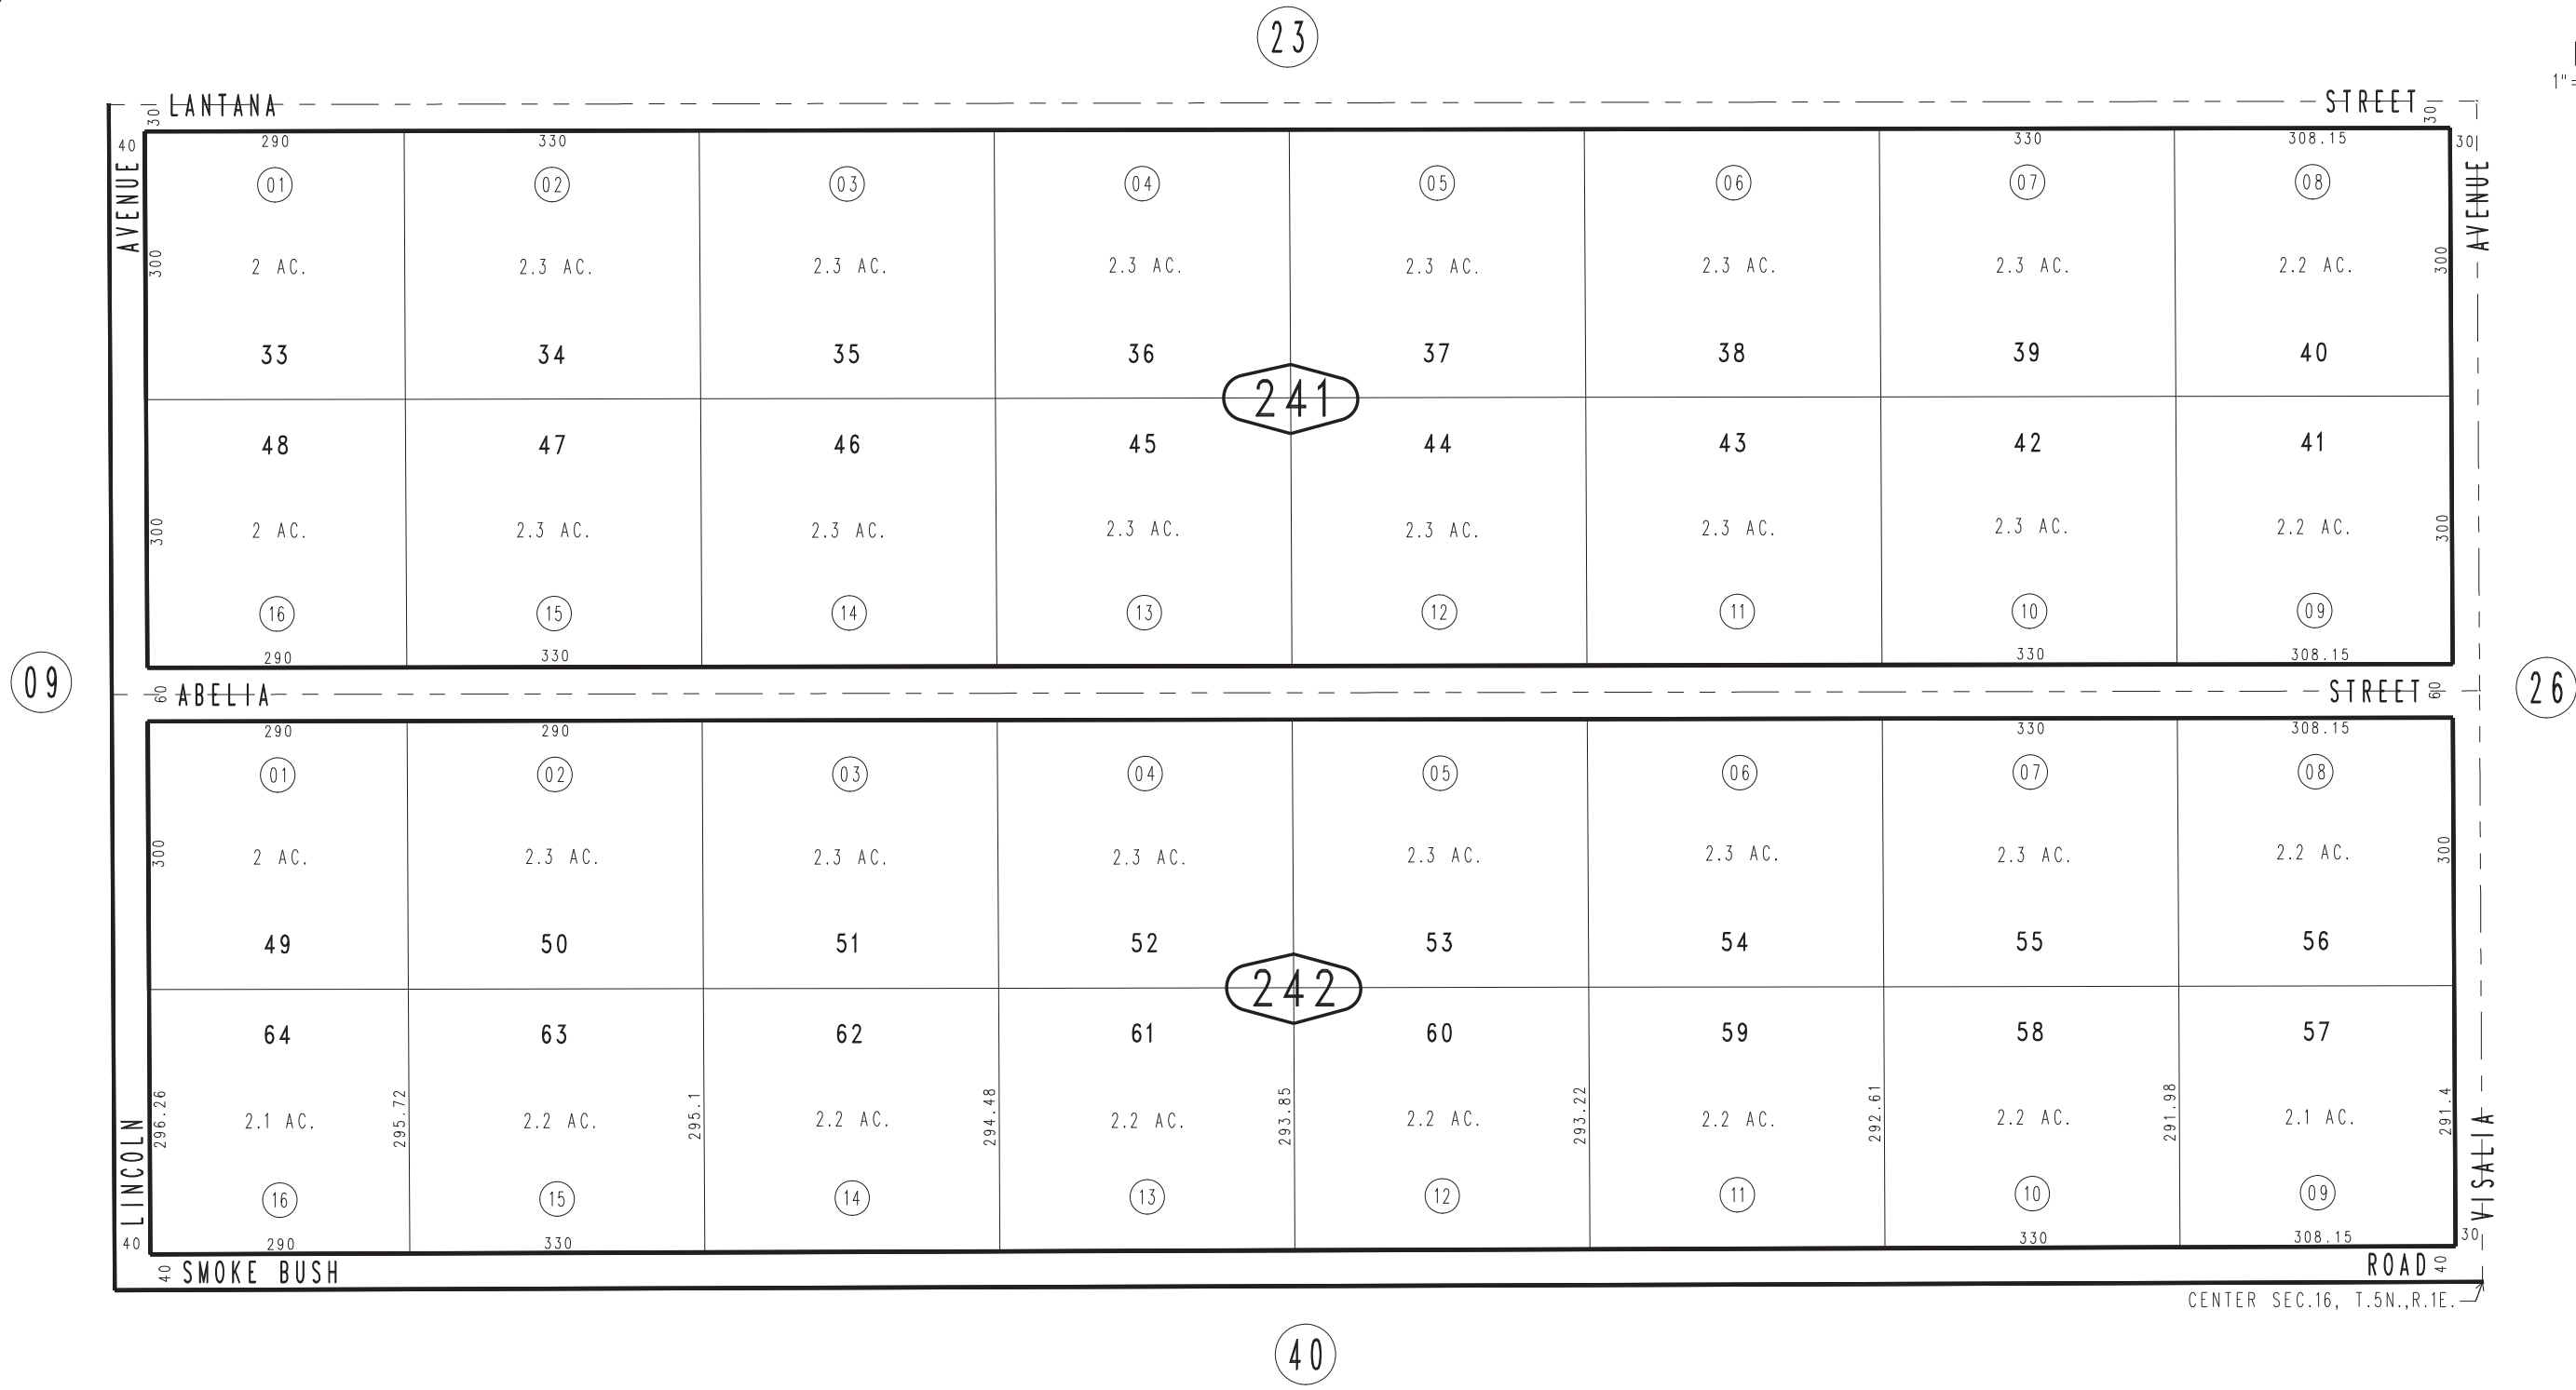 23
1"=
LANTANA STREET
30 30
40 290 330 330 308.15 30
AVENUE AVENUE
01 02 03 04 05 06 07 08
300 2 AC. 2.3 AC. 2.3 AC. 2.3 AC. 2.3 AC. 2.3 AC. 2.3 AC. 2.2 AC. 300
33 34 35 36 37 38 39 40
241
48 47 46 45 44 43 42 41
300 2 AC. 2.3 AC. 2.3 AC. 2.3 AC. 2.3 AC. 2.3 AC. 2.3 AC. 2.2 AC. 300
16 15 14 13 12 11 10 09
290 330 330 308.15
09 26
60 ABELIA STREET 60
290 290 330 308.15
01 02 03 04 05 06 07 08
300 2 AC. 2.3 AC. 2.3 AC. 2.3 AC. 2.3 AC. 2.3 AC. 2.3 AC. 2.2 AC. 300
49 50 51 52 53 54 55 56
242
64 63 62 61 60 59 58 57
296.26 2.1 AC. 295.72 2.2 AC. 295.1 2.2 AC. 294.48 2.2 AC. 293.85 2.2 AC. 293.22 2.2 AC. 292.61 2.2 AC. 291.98 2.1 AC. 291.4
LINCOLN VISALIA
16 15 14 13 12 11 10 09
40 290 330 330 308.15 30
40 SMOKE BUSH ROAD 40
CENTER SEC.16, T.5N.,R.1E.
40